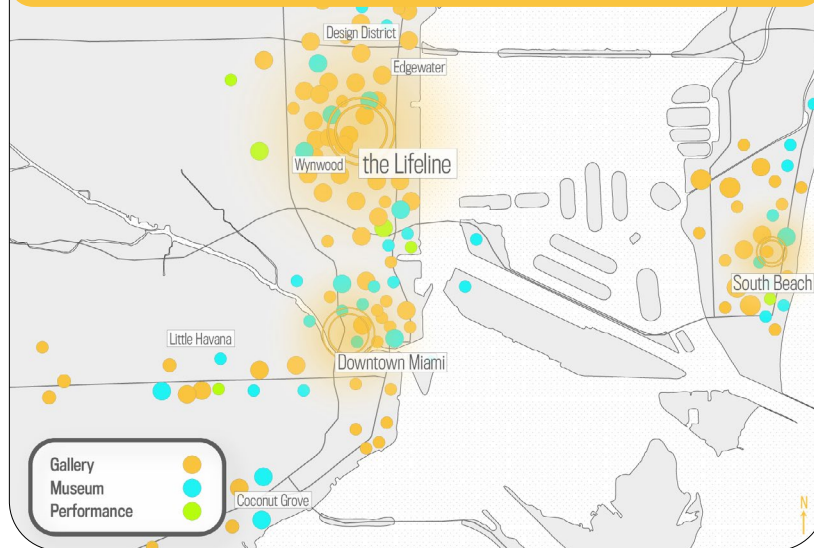 Design District
Edgewater
Wynwood
the Lifeline
South Beach
Little Havana
Downtown Miami
Gallery
Museum
Performance
Coconut Grove
N